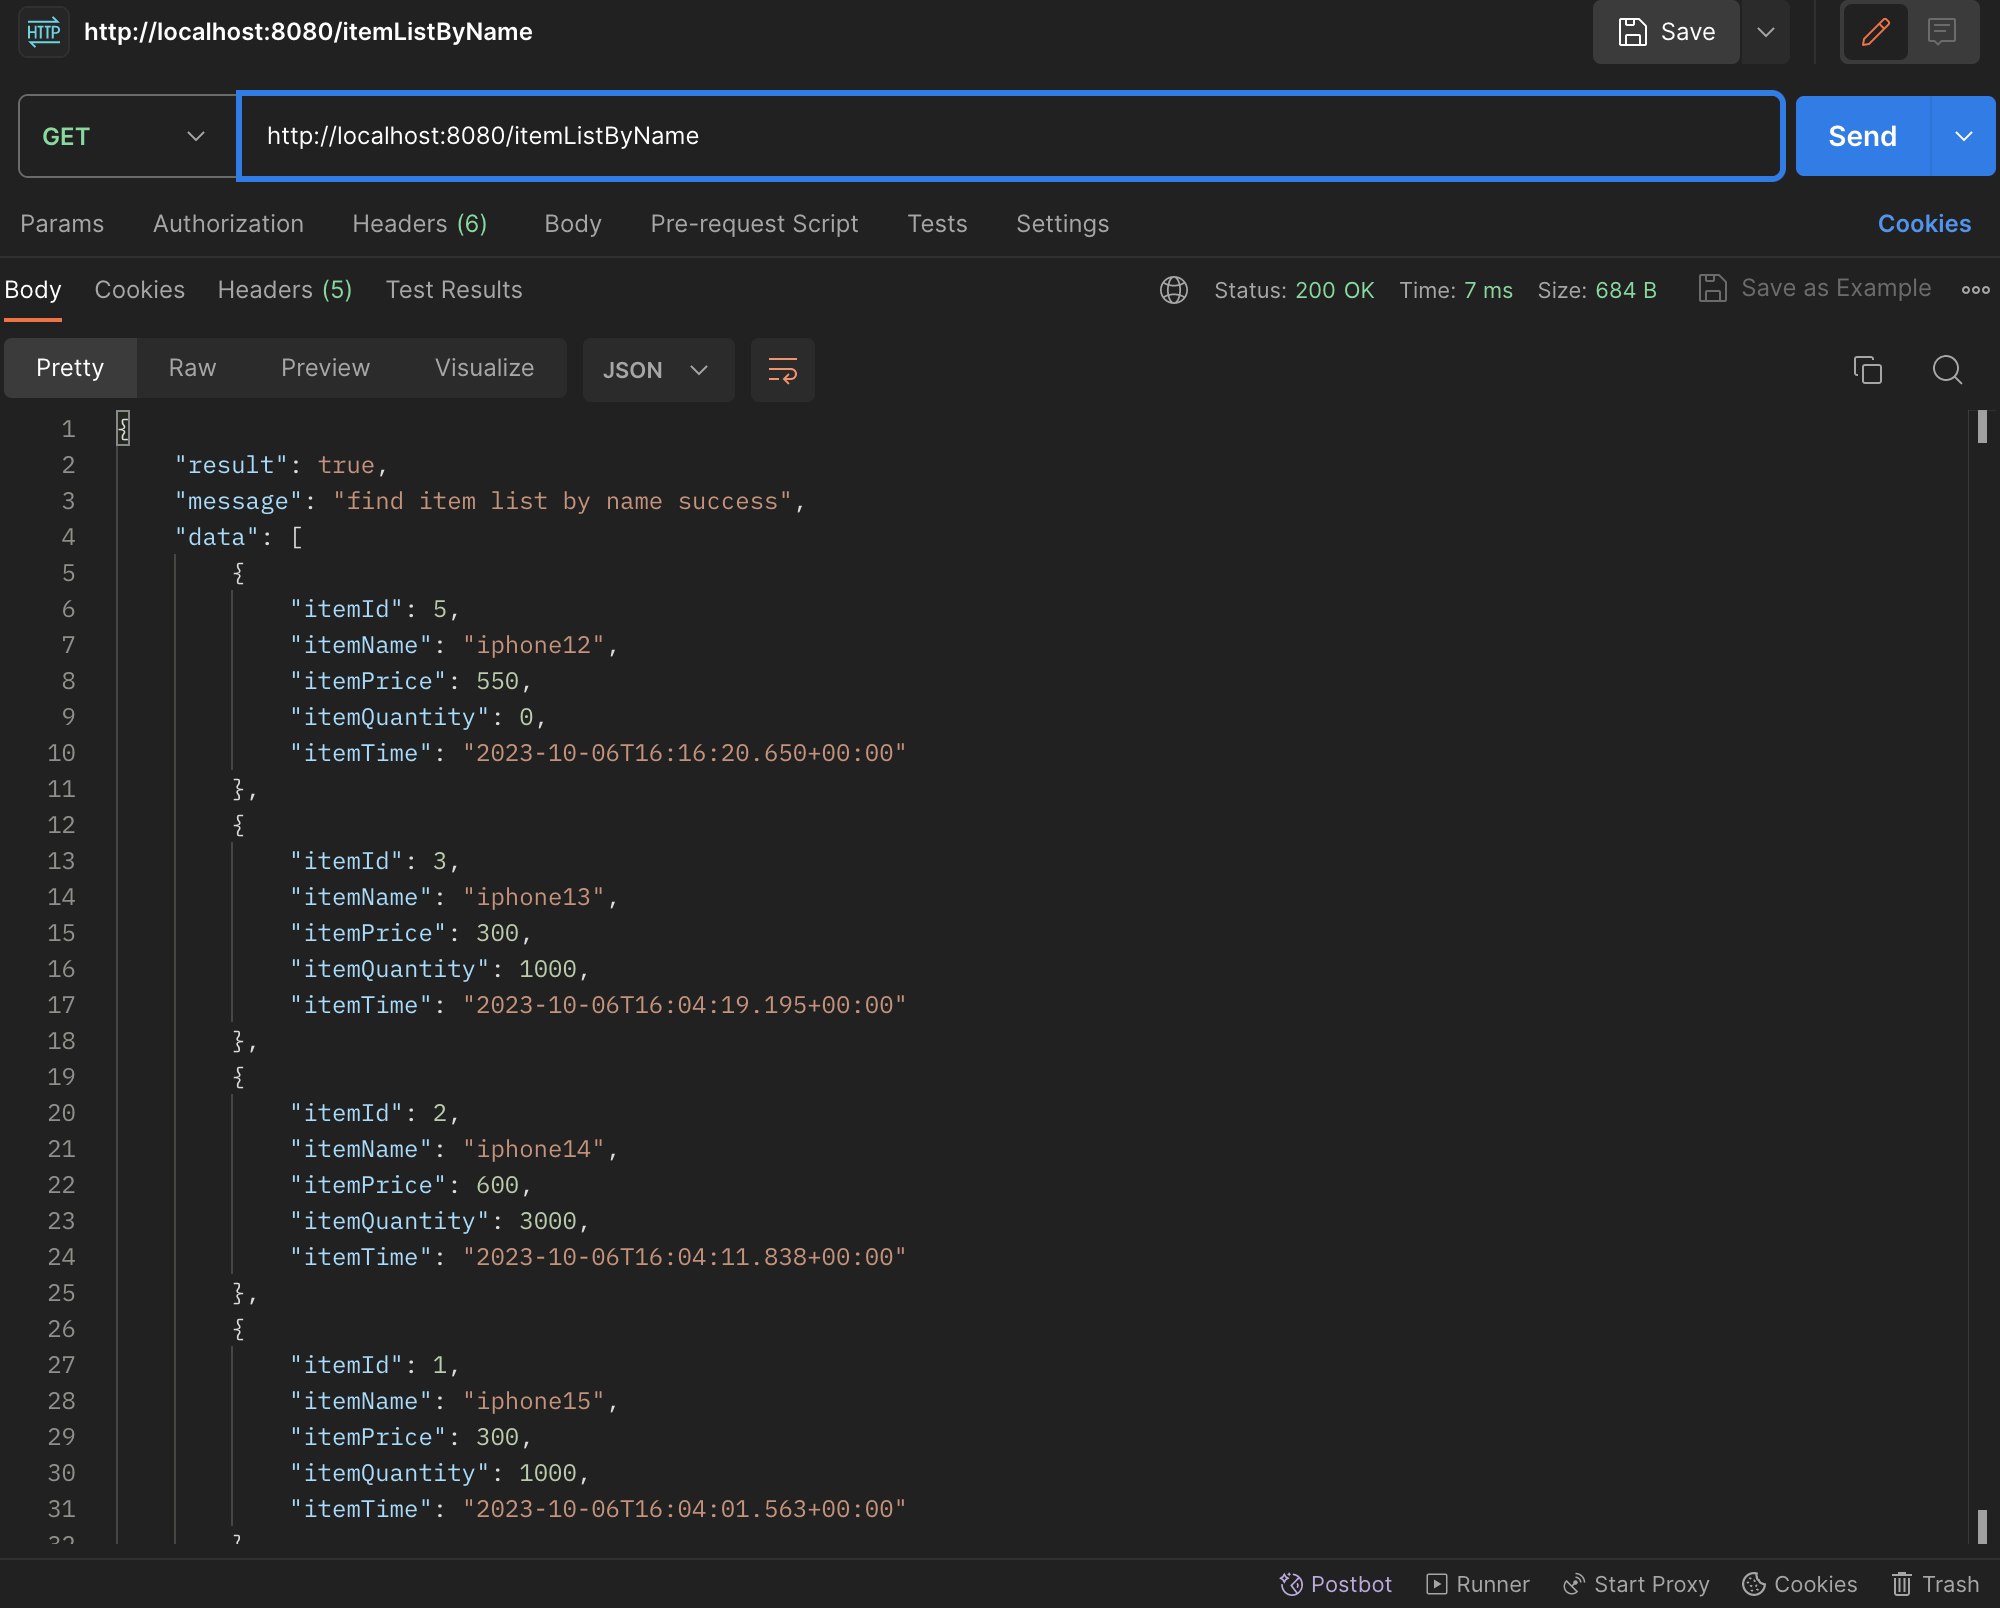 HTTP http://localhost:8080/itemListByName Save
GET http://localhost:8080/itemListByName Send
Params Authorization Headers (6) Body Pre-request Script Tests Settings Cookies
Body Cookies Headers (5) Test Results Status: 200 OK Time: 7 ms Size: 684 B Save as Example
Pretty Raw Preview Visualize JSON
1 {
2 "result": true,
3 "message": "find item list by name success",
4 "data": [
5 {
6 "itemId": 5,
7 "itemName": "iphone12",
8 "itemPrice": 550,
9 "itemQuantity": 0,
10 "itemTime": "2023-10-06T16:16:20.650+00:00"
11 },
12 {
13 "itemId": 3,
14 "itemName": "iphone13",
15 "itemPrice": 300,
16 "itemQuantity": 1000,
17 "itemTime": "2023-10-06T16:04:19.195+00:00"
18 },
19 {
20 "itemId": 2,
21 "itemName": "iphone14",
22 "itemPrice": 600,
23 "itemQuantity": 3000,
24 "itemTime": "2023-10-06T16:04:11.838+00:00"
25 },
26 {
27 "itemId": 1,
28 "itemName": "iphone15",
29 "itemPrice": 300,
30 "itemQuantity": 1000,
31 "itemTime": "2023-10-06T16:04:01.563+00:00"
32 }
Postbot Runner Start Proxy Cookies Trash